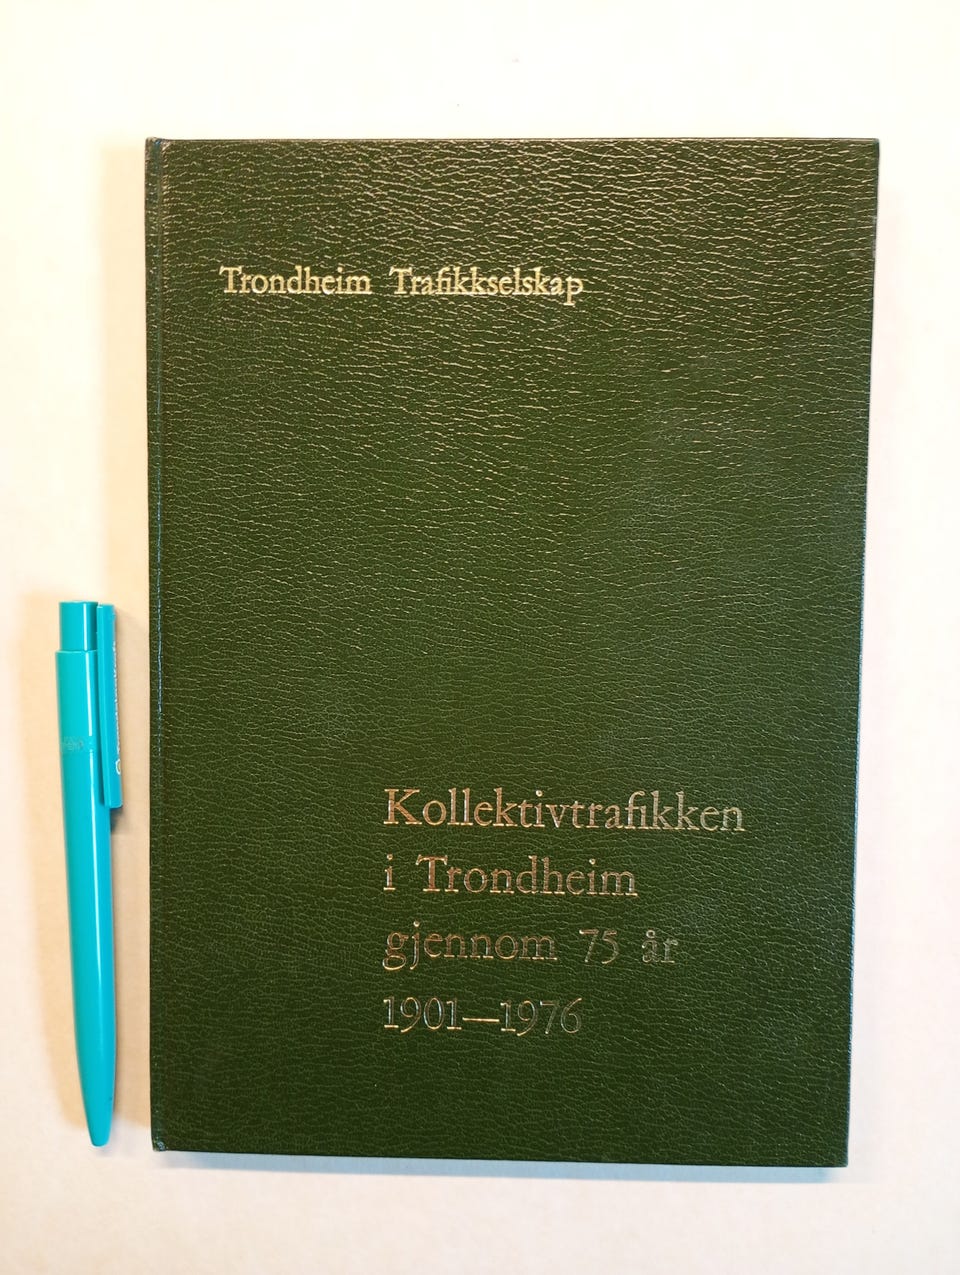 Trondheim Trafikkselskap
Kollektivtrafikken
i Trondheim
gjennom 75 år
1901—1976